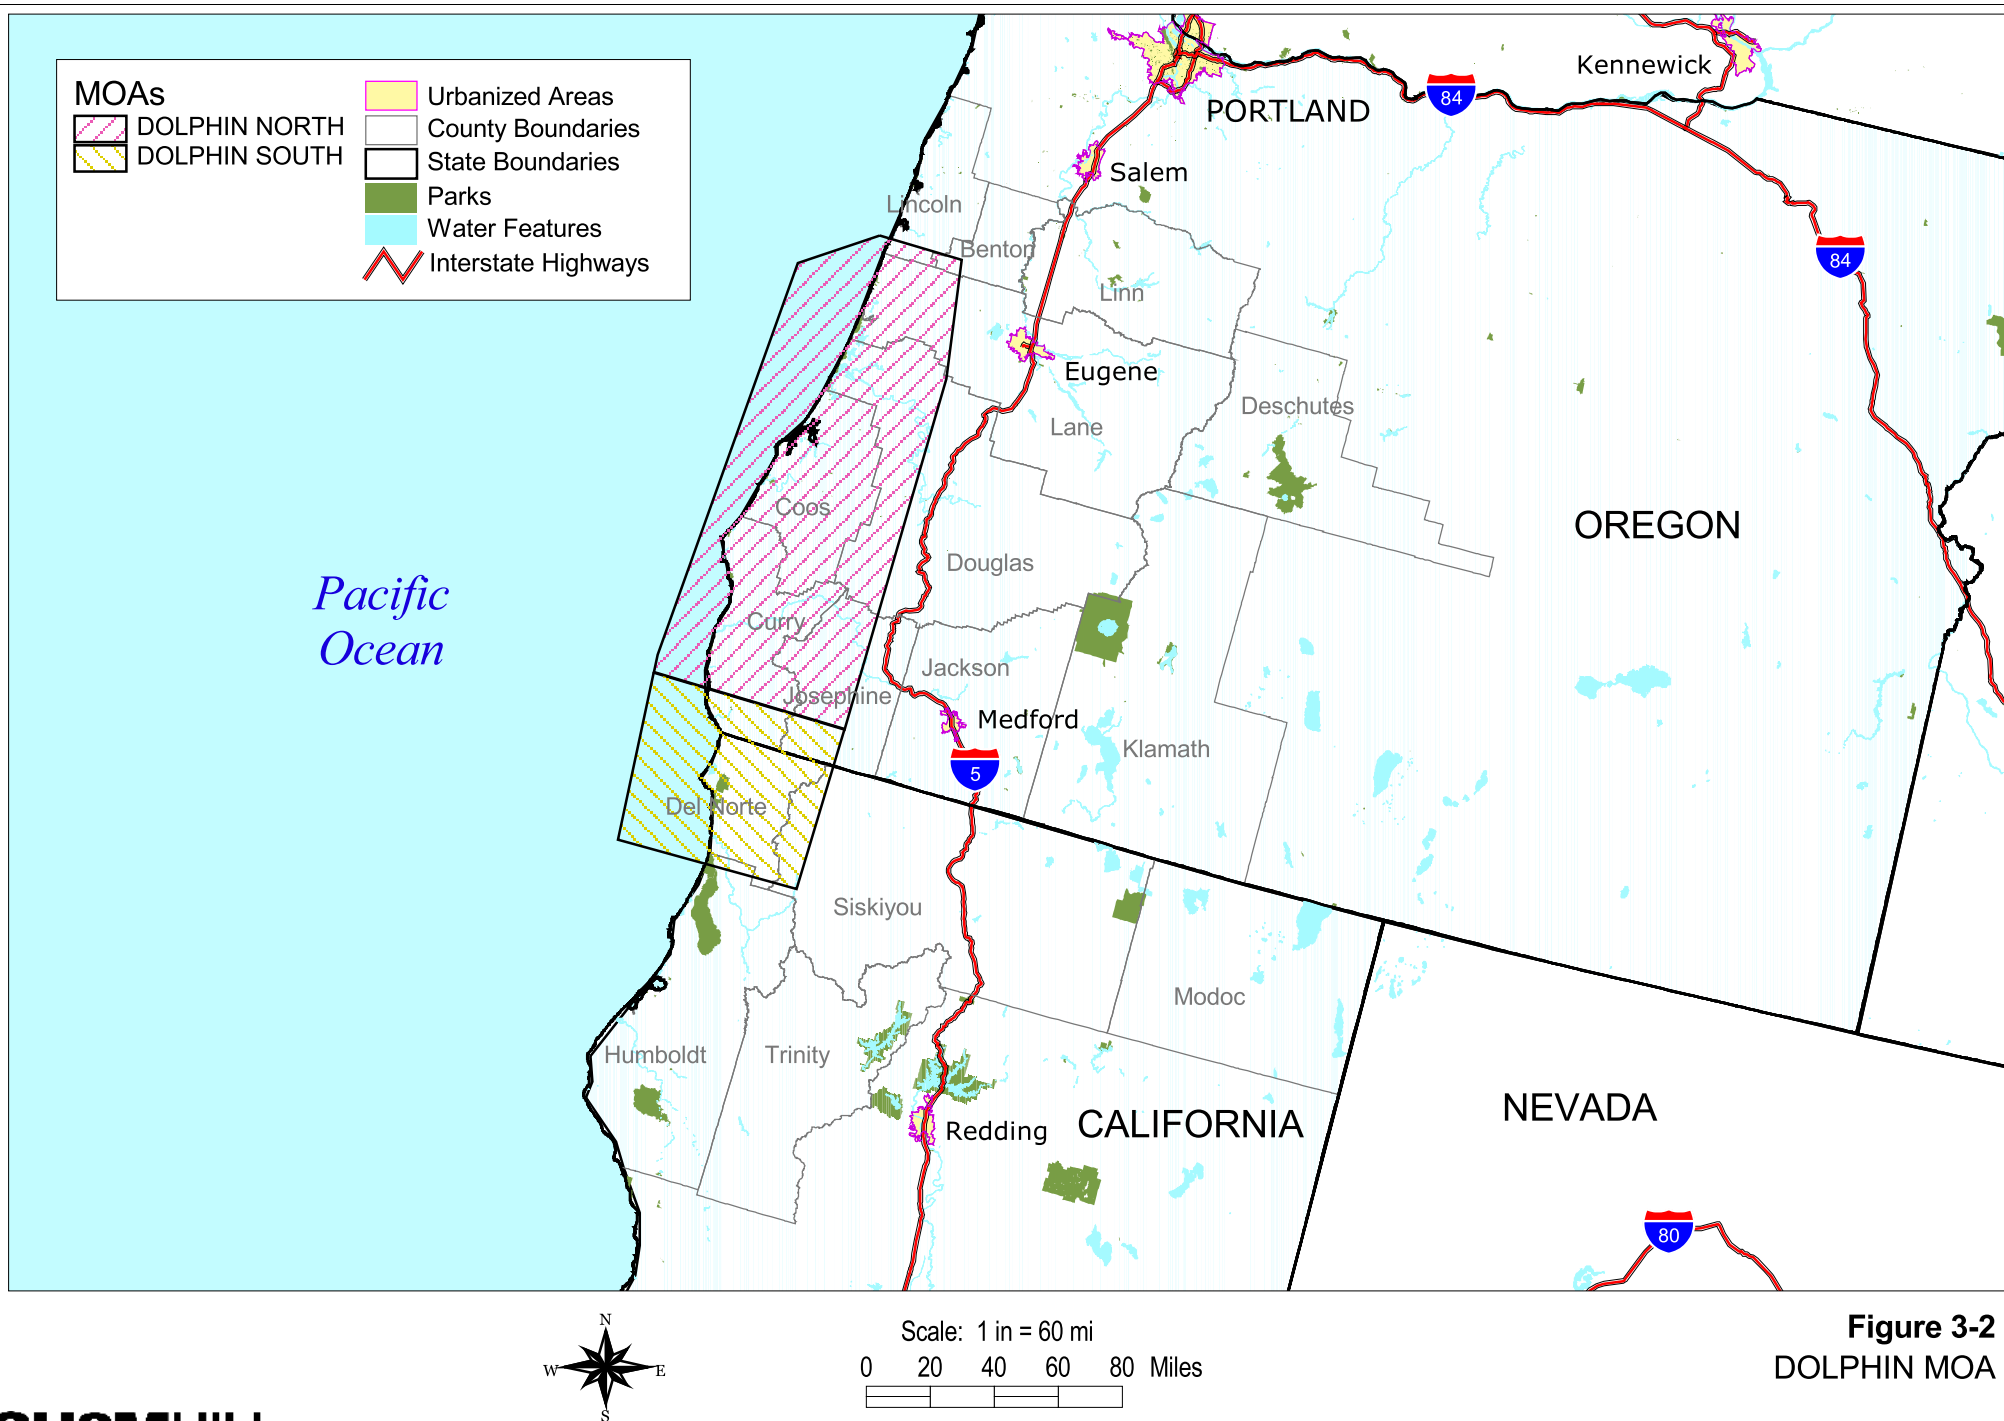 MOAs
DOLPHIN NORTH
DOLPHIN SOUTH
Urbanized Areas
County Boundaries
State Boundaries
Parks
Water Features
Interstate Highways
Kennewick
84
PORTLAND
Salem
Lincoln
Benton
84
Linn
Eugene
Deschutes
Lane
Coos
OREGON
Douglas
Pacific
Ocean
Curry
Jackson
Josephine
Medford
Klamath
5
Del Norte
Siskiyou
Modoc
Humboldt
Trinity
NEVADA
CALIFORNIA
Redding
80
N
W
E
S
Scale: 1 in = 60 mi
0 20 40 60 80 Miles
Figure 3-2
DOLPHIN MOA